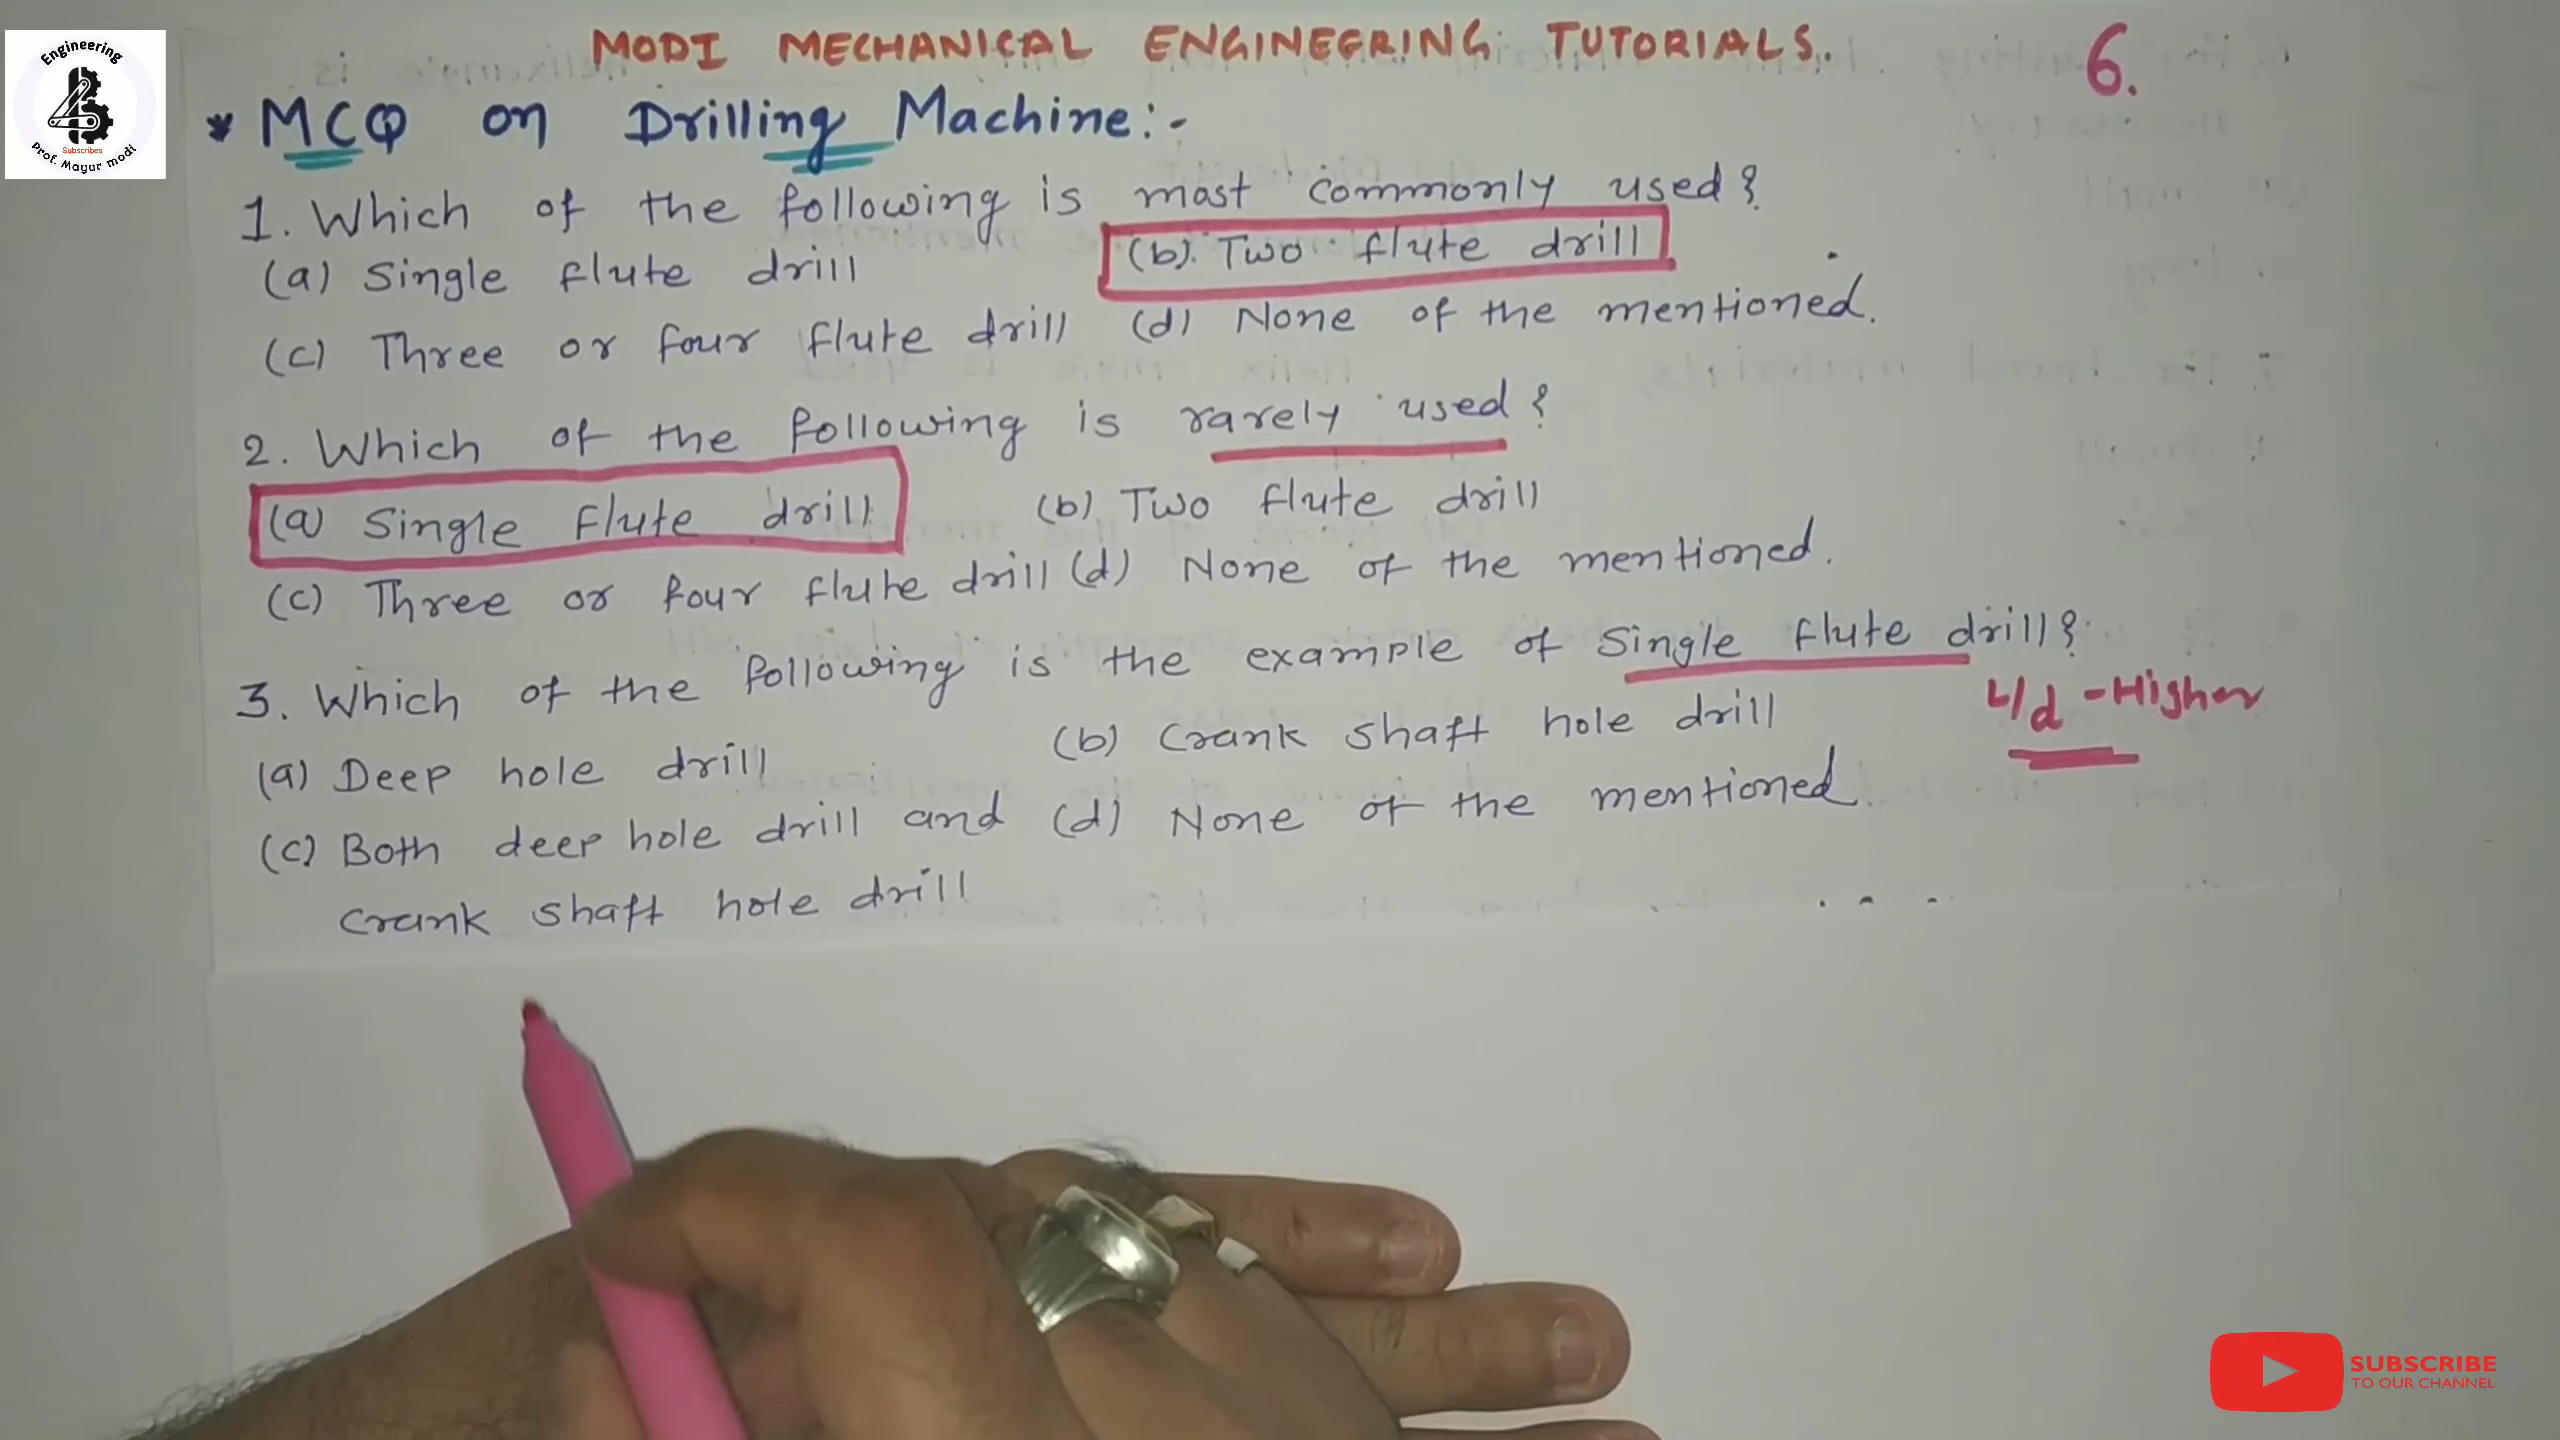 MODI MECHANICAL ENGINEERING TUTORIALS.
6.
Engineering
Subscribes
Prof. Mayur modi
* MCQ on Drilling Machine:-
1. Which of the following is most commonly used?
(a) Single flute drill (b). Two flute drill
(c) Three or four flute drill (d) None of the mentioned.
2. Which of the following is rarely used?
(a) Single flute drill (b) Two flute drill
(c) Three or four flute drill (d) None of the mentioned.
3. Which of the following is the example of Single flute drill?
L/d - Higher
(a) Deep hole drill (b) Crank shaft hole drill
(c) Both deep hole drill and (d) None of the mentioned.
Crank shaft hole drill
SUBSCRIBE
TO OUR CHANNEL